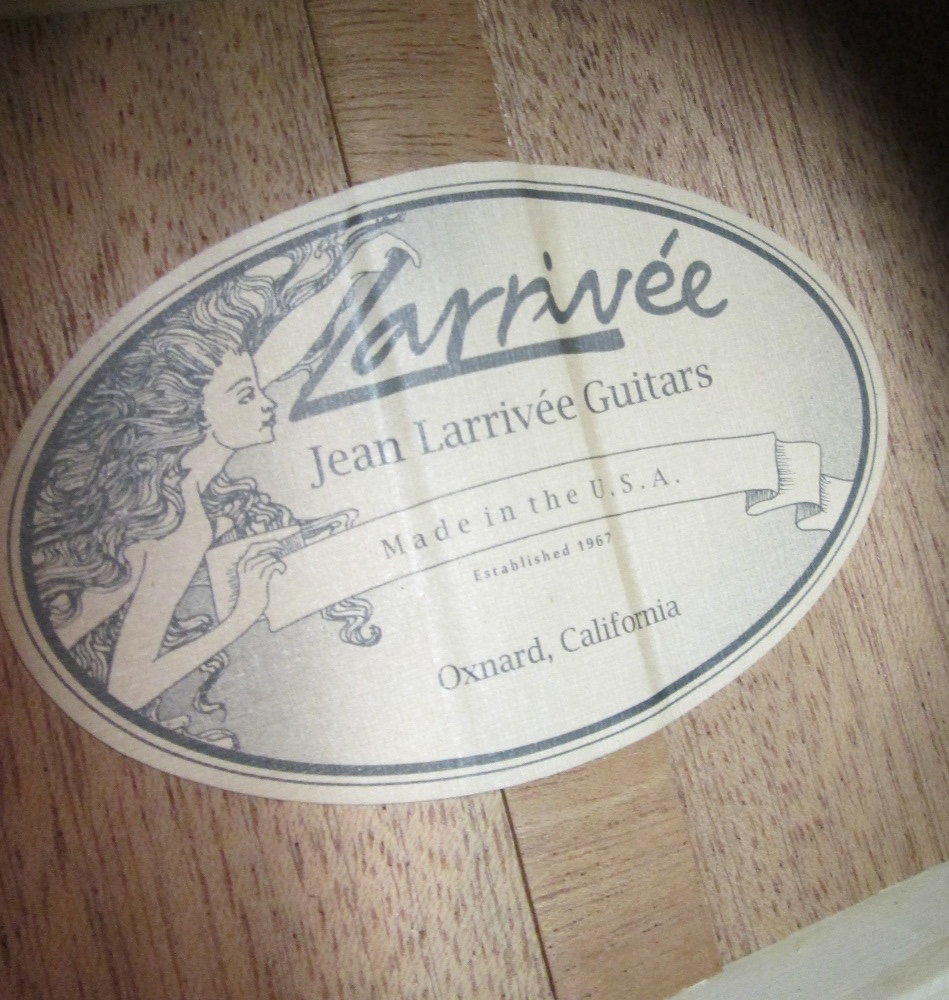 Larrivée
Jean Larrivée Guitars
Made in the U.S.A.
Established 1967
Oxnard, California